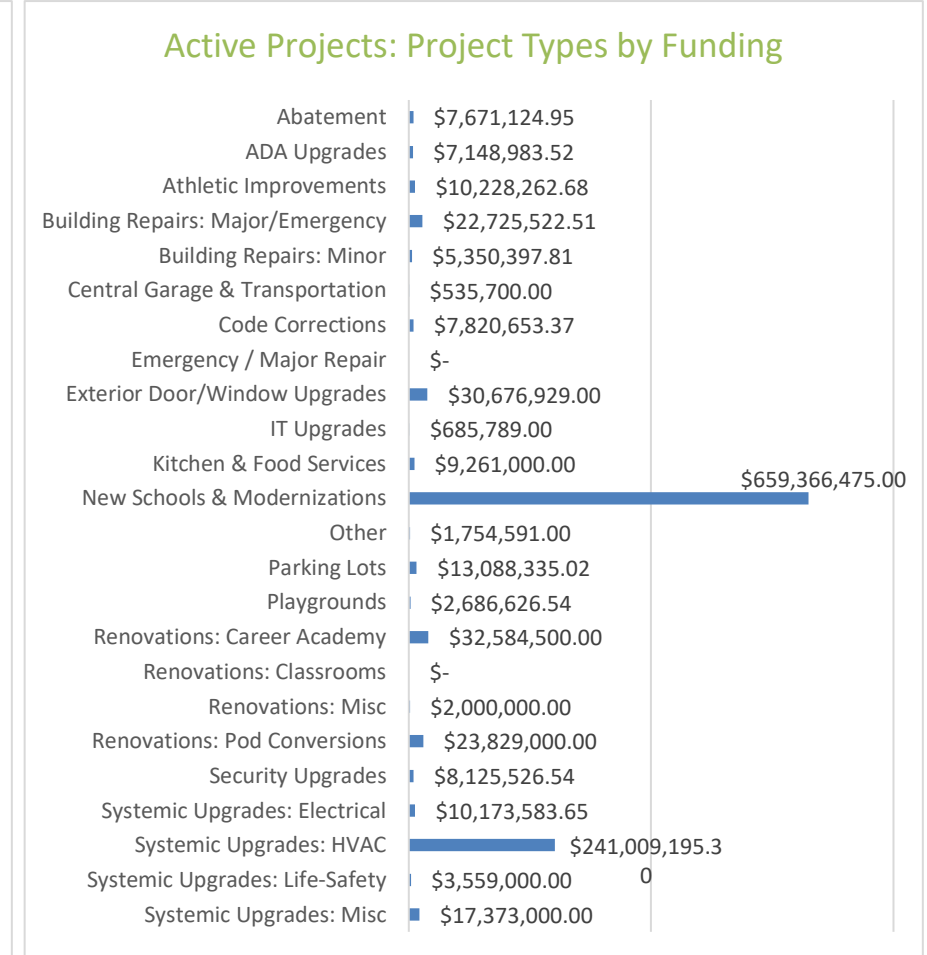 Active Projects: Project Types by Funding
Abatement $7,671,124.95
ADA Upgrades $7,148,983.52
Athletic Improvements $10,228,262.68
Building Repairs: Major/Emergency $22,725,522.51
Building Repairs: Minor $5,350,397.81
Central Garage & Transportation $535,700.00
Code Corrections $7,820,653.37
Emergency / Major Repair $-
Exterior Door/Window Upgrades $30,676,929.00
IT Upgrades $685,789.00
Kitchen & Food Services $9,261,000.00
New Schools & Modernizations $659,366,475.00
Other $1,754,591.00
Parking Lots $13,088,335.02
Playgrounds $2,686,626.54
Renovations: Career Academy $32,584,500.00
Renovations: Classrooms $-
Renovations: Misc $2,000,000.00
Renovations: Pod Conversions $23,829,000.00
Security Upgrades $8,125,526.54
Systemic Upgrades: Electrical $10,173,583.65
Systemic Upgrades: HVAC $241,009,195.3
0
Systemic Upgrades: Life-Safety $3,559,000.00
Systemic Upgrades: Misc $17,373,000.00